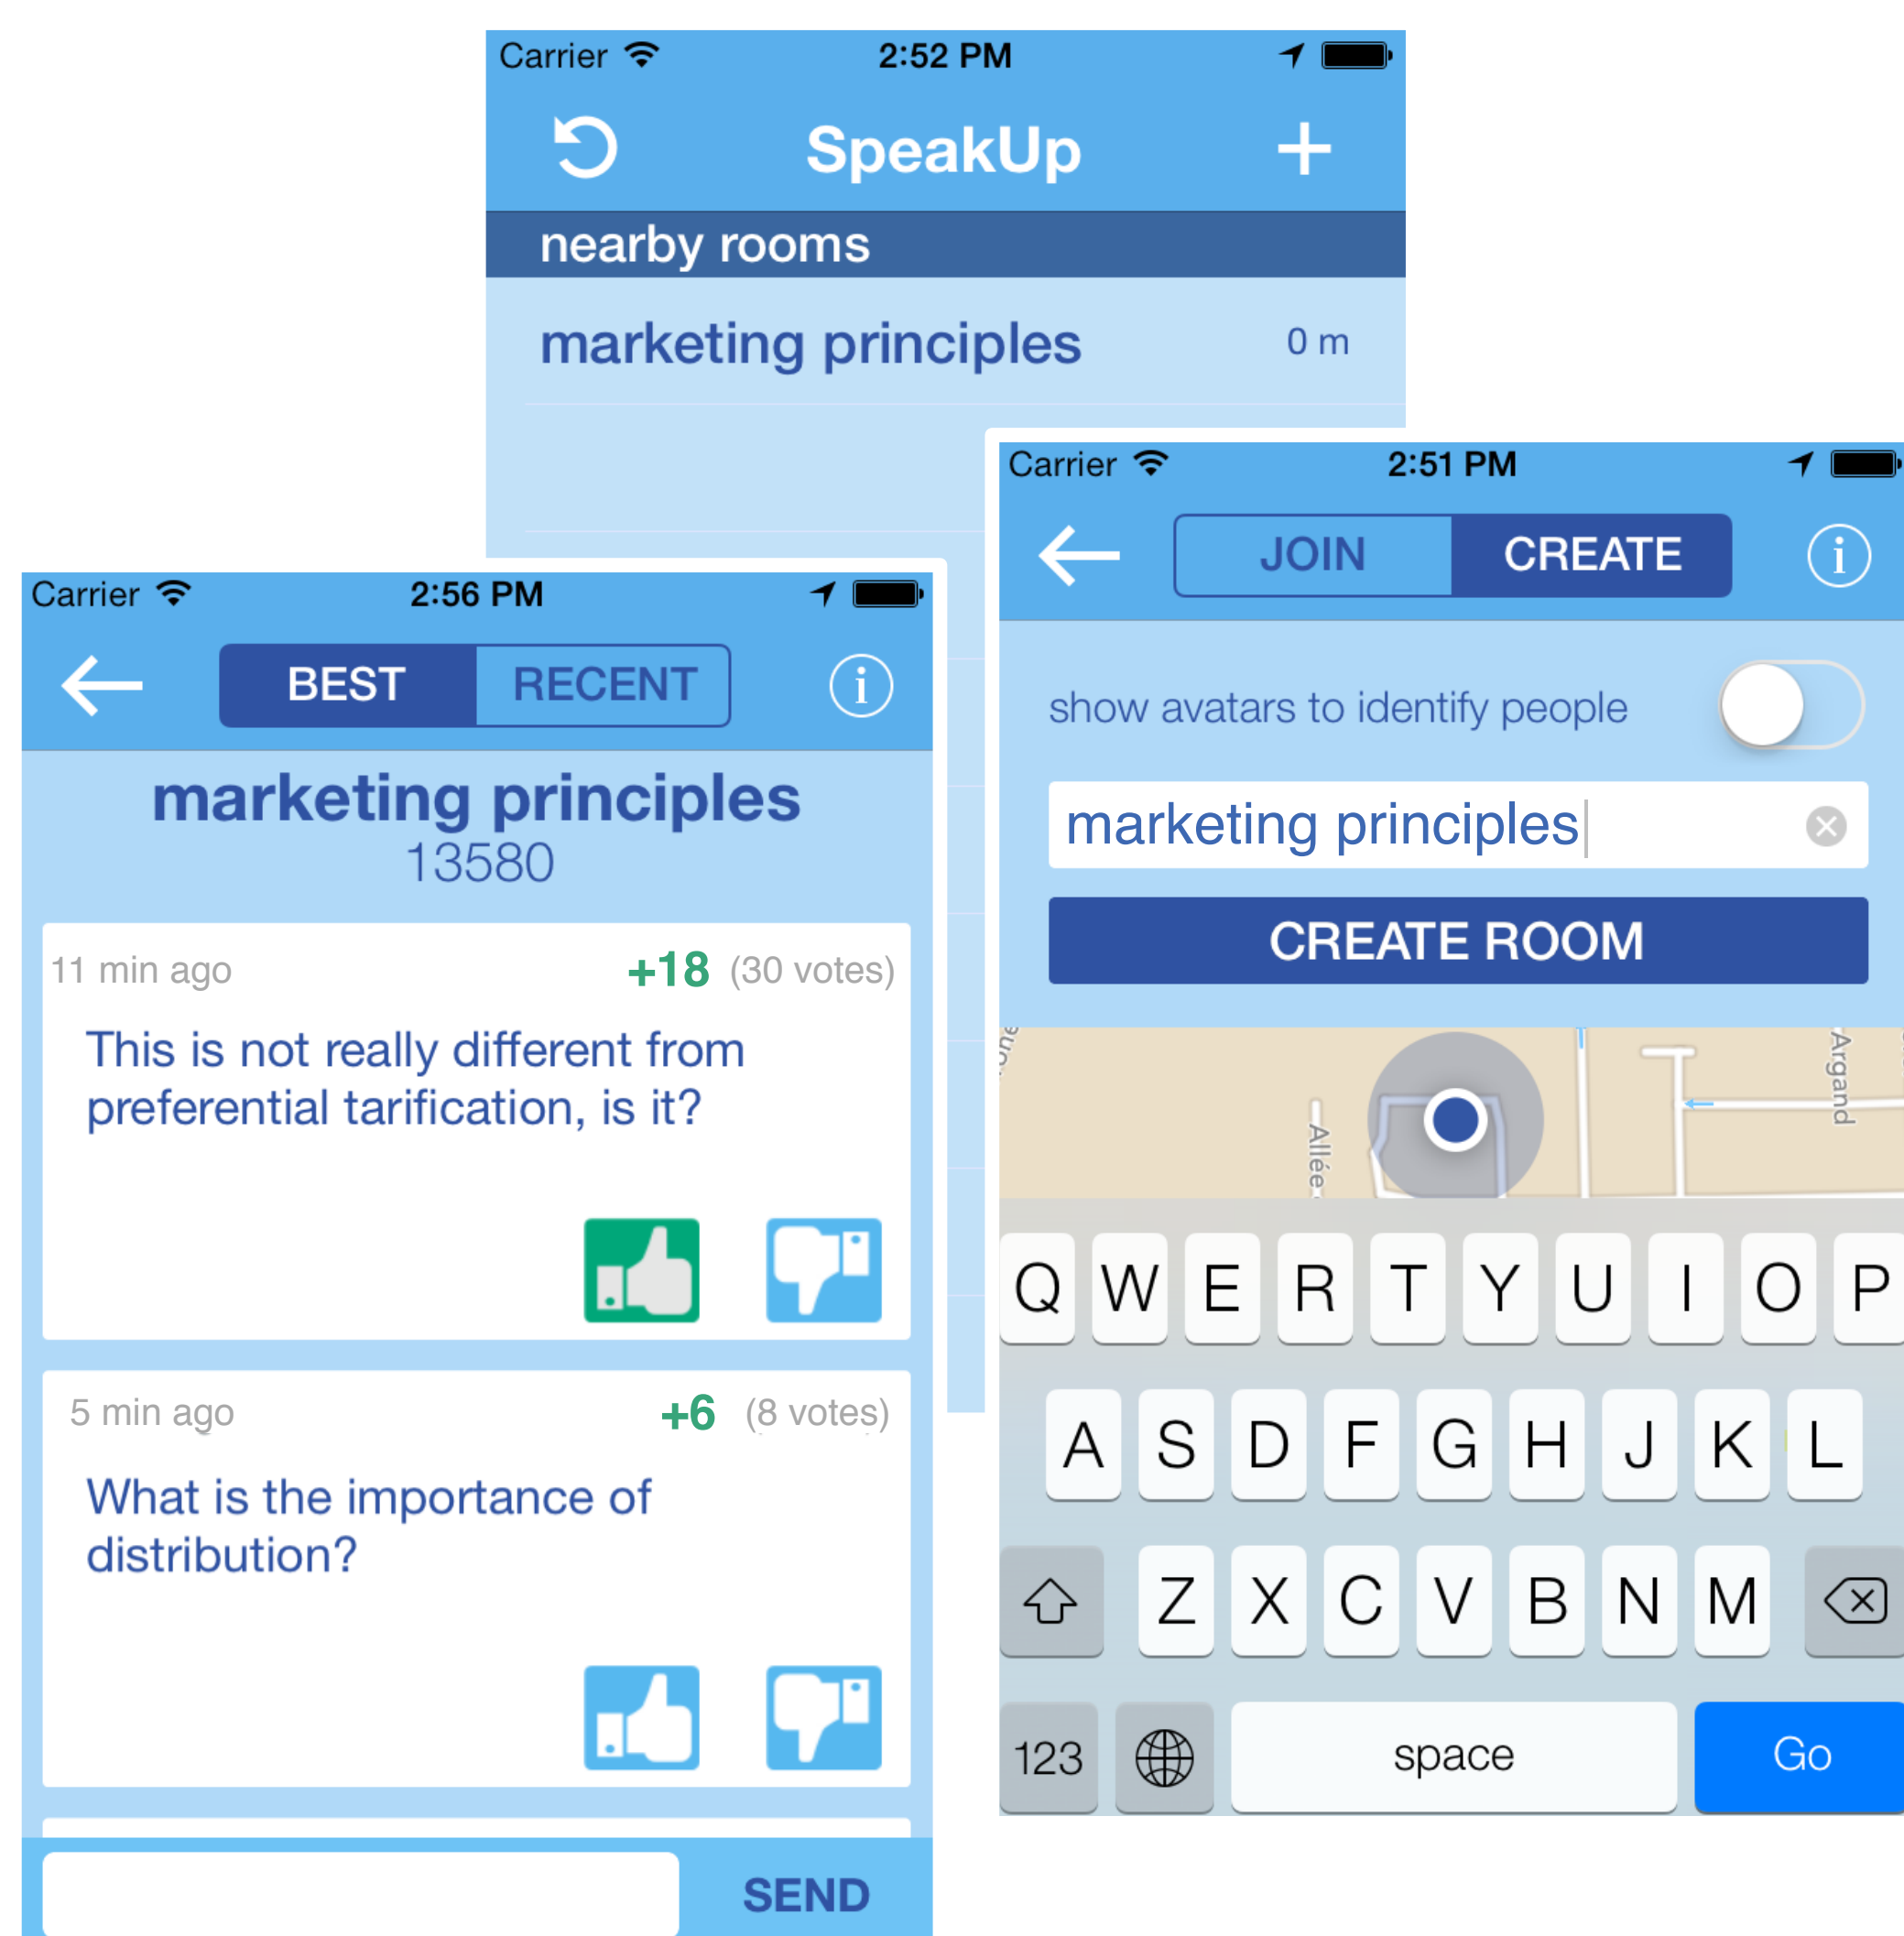 Carrier 2:52 PM
SpeakUp
nearby rooms
marketing principles 0 m
Carrier 2:51 PM
JOIN CREATE
show avatars to identify people
marketing principles
CREATE ROOM
Allée
Argand
Q W E R T Y U I O P
A S D F G H J K L
Z X C V B N M
123 space Go
Carrier 2:56 PM
BEST RECENT
marketing principles
13580
11 min ago +18 (30 votes)
This is not really different from
preferential tarification, is it?
5 min ago +6 (8 votes)
What is the importance of
distribution?
SEND